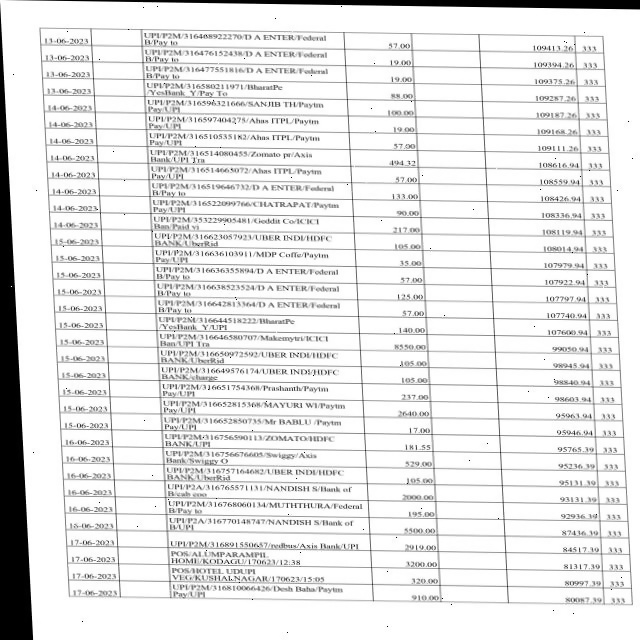 13-06-2023 UPI/P2M/316468922270/D A ENTER/Federal
B/Pay to 57.00 109413.26 333
13-06-2023 UPI/P2M/316476152438/D A ENTER/Federal
B/Pay to 19.00 109394.26 333
13-06-2023 UPI/P2M/316477551816/D A ENTER/Federal
B/Pay to 19.00 109375.26 333
13-06-2023 UPI/P2M/316580211971/BharatPe
/YesBank_Y/Pay To 88.00 109287.26 333
14-06-2023 UPI/P2M/316596321666/SANJIB TH/Paytm
Pay/UPI 100.00 109187.26 333
14-06-2023 UPI/P2M/316597404275/Ahas ITPL/Paytm
Pay/UPI 19.00 109168.26 333
14-06-2023 UPI/P2M/316510535182/Ahas ITPL/Paytm
Pay/UPI 57.00 109111.26 333
14-06-2023 UPI/P2M/316514080455/Zomato pr/Axis
Bank/UPI Tra 494.32 108616.94 333
14-06-2023 UPI/P2M/316514665072/Ahas ITPL/Paytm
Pay/UPI 57.00 108559.94 333
14-06-2023 UPI/P2M/316519646732/D A ENTER/Federal
B/Pay to 133.00 108426.94 333
14-06-2023 UPI/P2M/316522099766/CHATRAPAT/Paytm
Pay/UPI 90.00 108336.94 333
14-06-2023 UPI/P2M/353229905481/Geddit Co/ICICI
Ban/Paid vi 217.00 108119.94 333
15-06-2023 UPI/P2M/316623057923/UBER INDI/HDFC
BANK/UberRid 105.00 108014.94 333
15-06-2023 UPI/P2M/316636103911/MDP Coffe/Paytm
Pay/UPI 35.00 107979.94 333
15-06-2023 UPI/P2M/316636355894/D A ENTER/Federal
B/Pay to 57.00 107922.94 333
15-06-2023 UPI/P2M/316638523524/D A ENTER/Federal
B/Pay to 125.00 107797.94 333
15-06-2023 UPI/P2M/316642813364/D A ENTER/Federal
B/Pay to 57.00 107740.94 333
15-06-2023 UPI/P2M/316644518222/BharatPe
/YesBank_Y/UPI 140.00 107600.94 333
15-06-2023 UPI/P2M/316646580707/Makemytri/ICICI
Ban/UPI Tra 8550.00 99050.94 333
15-06-2023 UPI/P2M/316650972592/UBER INDI/HDFC
BANK/UberRid 105.00 98945.94 333
15-06-2023 UPI/P2M/316649576174/UBER INDI/HDFC
BANK/charge 105.00 98840.94 333
15-06-2023 UPI/P2M/316651754368/Prashanth/Paytm
Pay/UPI 237.00 98603.94 333
15-06-2023 UPI/P2M/316652815368/MAYURI WI/Paytm
Pay/UPI 2640.00 95963.94 333
15-06-2023 UPI/P2M/316652850735/Mr BABLU /Paytm
Pay/UPI 17.00 95946.94 333
16-06-2023 UPI/P2M/316756590113/ZOMATO/HDFC
BANK/UPI 181.55 95765.39 333
16-06-2023 UPI/P2M/316756676605/Swiggy/Axis
Bank/Swiggy O 529.00 95236.39 333
16-06-2023 UPI/P2M/316757164682/UBER INDI/HDFC
BANK/UberRid 105.00 95131.39 333
16-06-2023 UPI/P2A/316765571131/NANDISH S/Bank of
B/cab coo 2000.00 93131.39 333
16-06-2023 UPI/P2M/316768060134/MUTHTHURA/Federal
B/Pay to 195.00 92936.39 333
16-06-2023 UPI/P2A/316770148747/NANDISH S/Bank of
B/UPI 5500.00 87436.39 333
17-06-2023 UPI/P2M/316891550637/redbus/Axis Bank/UPI 2919.00 84517.39 333
17-06-2023 POS/ALUMPARAMPIL
HOME/KODAGU/170623/12:38 3200.00 81317.39 333
17-06-2023 POS/HOTEL UDUPI
VEG/KUSHALNAGAR/170623/15:05 320.00 80997.39 333
17-06-2023 UPI/P2M/316810066426/Desh Baha/Paytm
Pay/UPI 910.00 80087.39 333